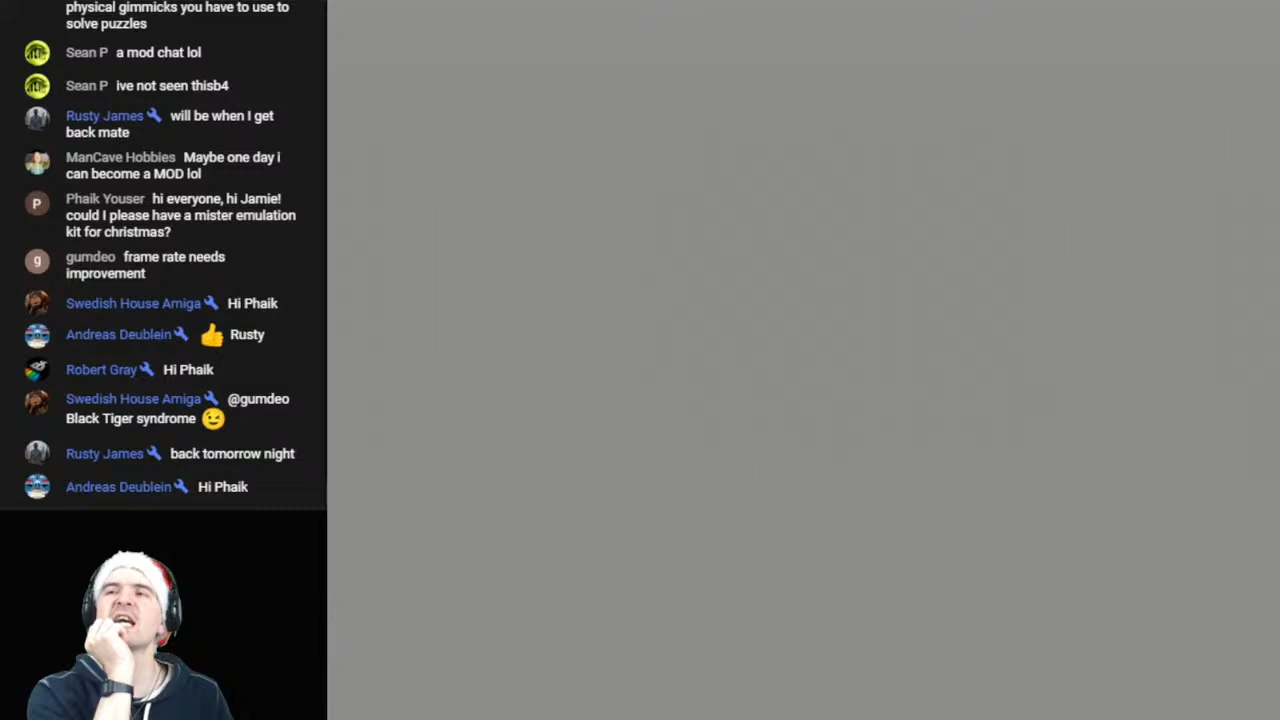 physical gimmicks you have to use to
solve puzzles
Sean P a mod chat lol
Sean P ive not seen thisb4
Rusty James will be when I get
back mate
ManCave Hobbies Maybe one day i
can become a MOD lol
P
Phaik Youser hi everyone, hi Jamie!
could I please have a mister emulation
kit for christmas?
g
gumdeo frame rate needs
improvement
Swedish House Amiga Hi Phaik
Andreas Deublein 👍 Rusty
Robert Gray Hi Phaik
Swedish House Amiga @gumdeo
Black Tiger syndrome 😉
Rusty James back tomorrow night
Andreas Deublein Hi Phaik